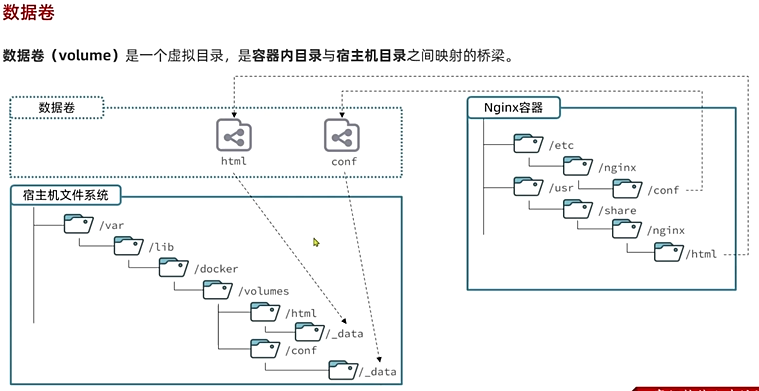 数据卷
数据卷（volume）是一个虚拟目录，是容器内目录与宿主机目录之间映射的桥梁。
数据卷
html
conf
宿主机文件系统
/var
/lib
/docker
/volumes
/html
/_data
/conf
/_data
Nginx容器
/etc
/nginx
/conf
/usr
/share
/nginx
/html